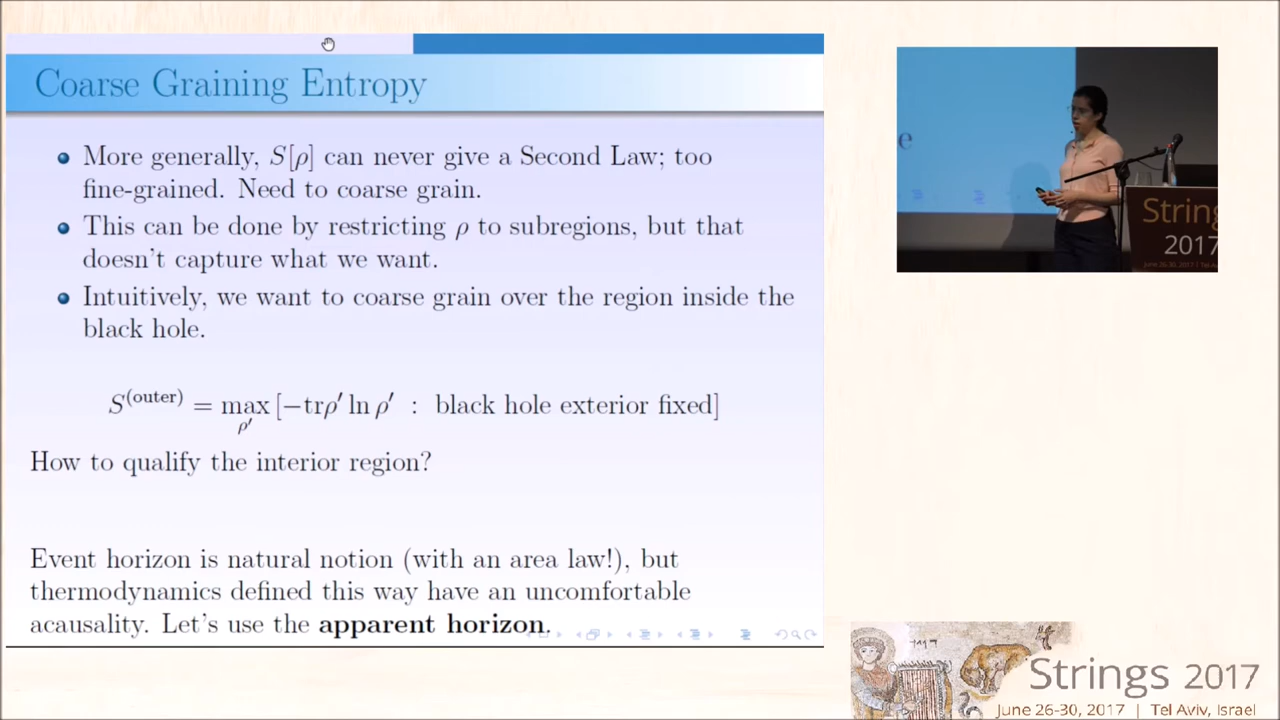 Coarse Graining Entropy
More generally, S[ρ] can never give a Second Law; too
fine-grained. Need to coarse grain.
This can be done by restricting ρ to subregions, but that
doesn't capture what we want.
Intuitively, we want to coarse grain over the region inside the
black hole.
S^(outer) = max_ρ′ [−trρ′ ln ρ′ : black hole exterior fixed]
How to qualify the interior region?
Event horizon is natural notion (with an area law!), but
thermodynamics defined this way have an uncomfortable
acausality. Let's use the apparent horizon.
e
String
2017
Strings 2017
June 26-30, 2017 | Tel Aviv, Israel